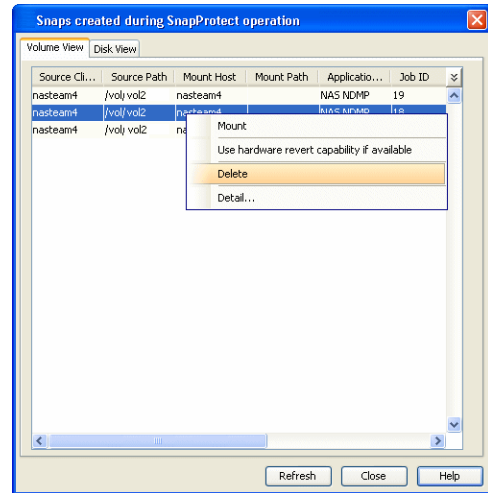 Snaps created during SnapProtect operation
Volume View Disk View
Source Cli... Source Path Mount Host Mount Path Applicatio... Job ID
nasteam4 /vol/vol2 nasteam4 NAS NDMP 19
nasteam4 /vol/vol2 nasteam4 NAS NDMP 18
nasteam4 /vol/vol2
Mount
Use hardware revert capability if available
Delete
Detail...
Refresh Close Help